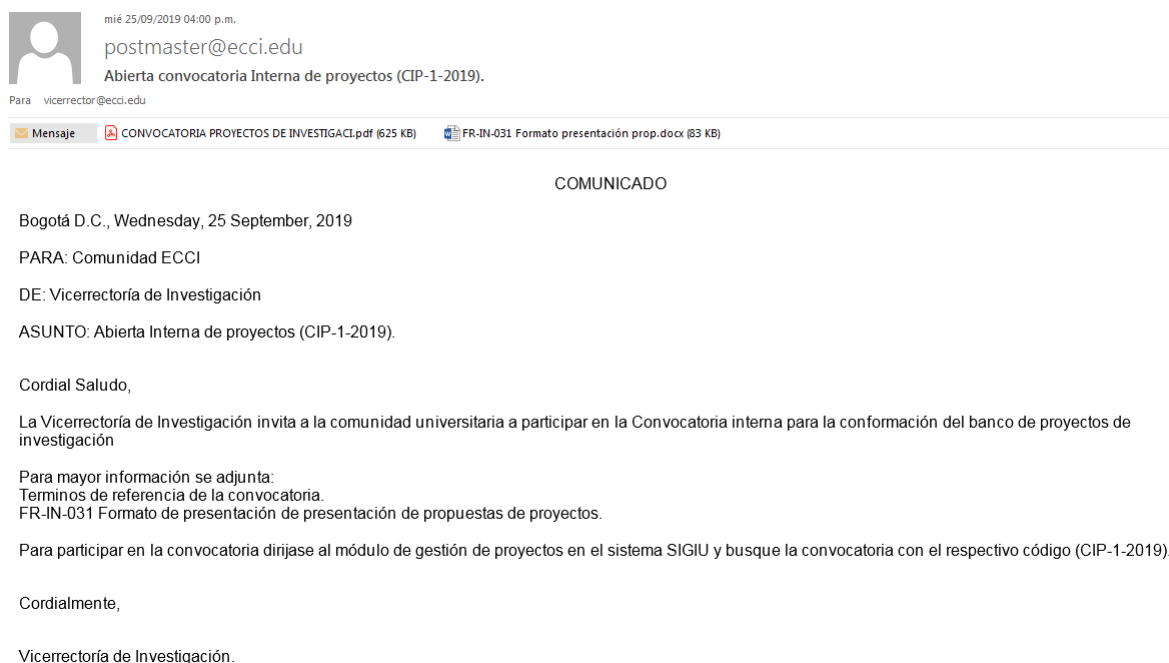 mié 25/09/2019 04:00 p.m.
postmaster@ecci.edu
Abierta convocatoria Interna de proyectos (CIP-1-2019).
Para vicerrector@ecci.edu
Mensaje CONVOCATORIA PROYECTOS DE INVESTIGACI.pdf (625 KB) FR-IN-031 Formato presentación prop.docx (83 KB)
COMUNICADO
Bogotá D.C., Wednesday, 25 September, 2019
PARA: Comunidad ECCI
DE: Vicerrectoría de Investigación
ASUNTO: Abierta Interna de proyectos (CIP-1-2019).
Cordial Saludo,
La Vicerrectoría de Investigación invita a la comunidad universitaria a participar en la Convocatoria interna para la conformación del banco de proyectos de
investigación
Para mayor información se adjunta:
Terminos de referencia de la convocatoria.
FR-IN-031 Formato de presentación de presentación de propuestas de proyectos.
Para participar en la convocatoria dirijase al módulo de gestión de proyectos en el sistema SIGIU y busque la convocatoria con el respectivo código (CIP-1-2019).
Cordialmente,
Vicerrectoría de Investigación.